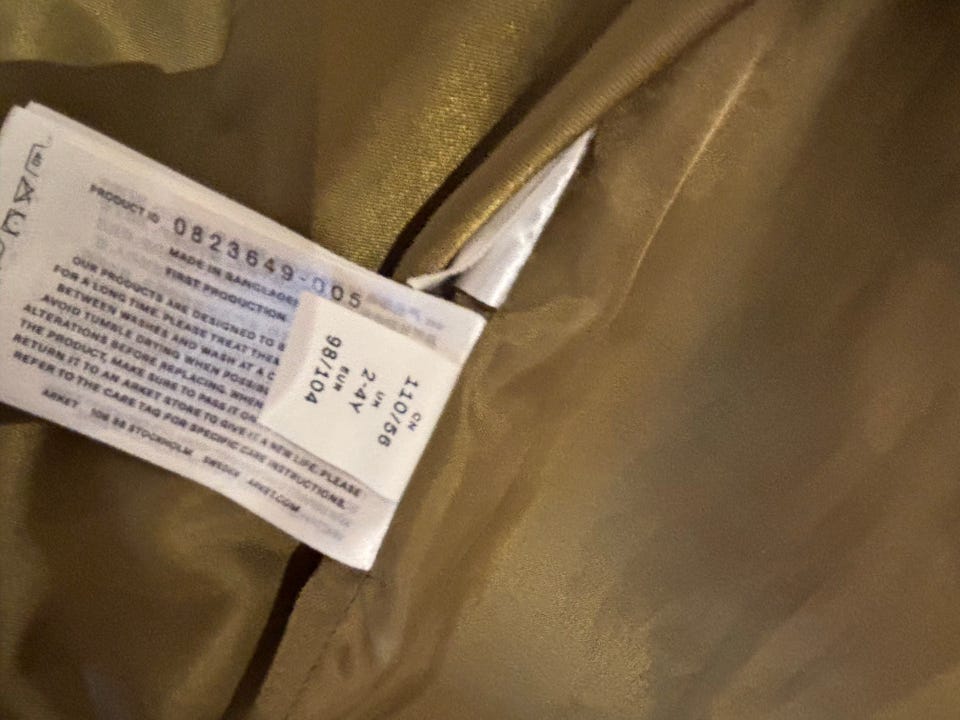 40
PRODUCT ID 0823649-005
MADE IN BANGLADE
FIRST PRODUCTION
OUR PRODUCTS ARE DESIGNED TO
FOR A LONG TIME. PLEASE TREAT THEM
BETWEEN WASHES AND WASH AT A
AVOID TUMBLE DRYING WHEN POSSIB
ALTERATIONS BEFORE REPLACING. WHEN
THE PRODUCT, MAKE SURE TO PASS IT ON
RETURN IT TO AN ARKET STORE TO GIVE IT A NEW LIFE. PLEASE
REFER TO THE CARE TAG FOR SPECIFIC CARE INSTRUCTIONS.
ARKET 106 38 STOCKHOLM SWEDEN ARKET.COM
CN
110/56
UK
2-4Y
EUR
98/104